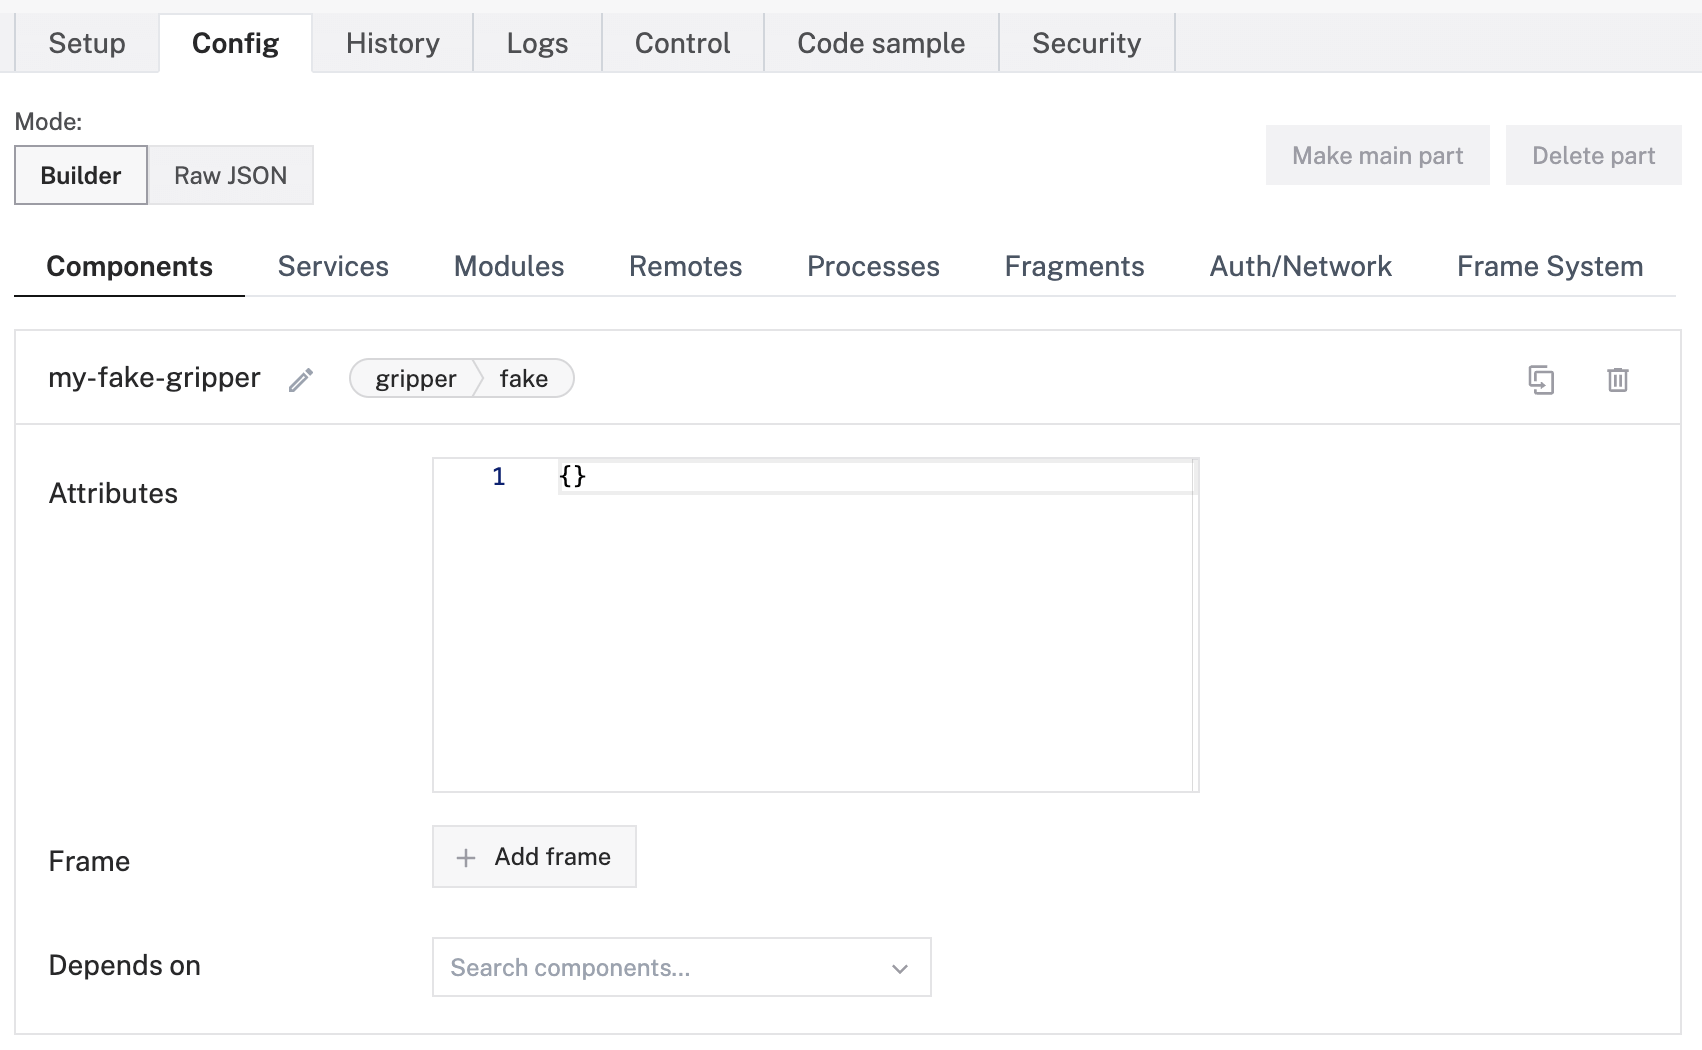 Setup Config History Logs Control Code sample Security
Mode:
Builder Raw JSON Make main part Delete part
Components Services Modules Remotes Processes Fragments Auth/Network Frame System
my-fake-gripper gripper fake
Attributes 1 {}
Frame + Add frame
Depends on Search components...